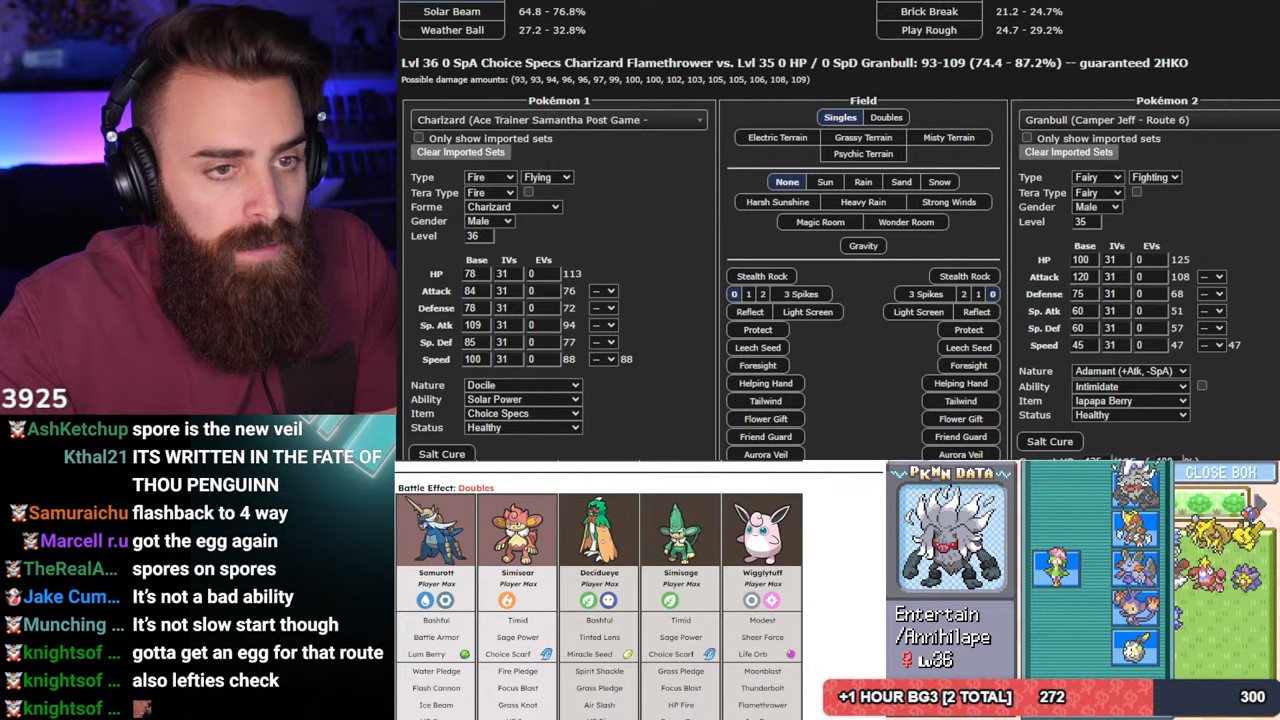 Solar Beam 64.8 - 76.8%
Weather Ball 27.2 - 32.8%
Brick Break 21.2 - 24.7%
Play Rough 24.7 - 29.2%
Lvl 36 0 SpA Choice Specs Charizard Flamethrower vs. Lvl 35 0 HP / 0 SpD Granbull: 93-109 (74.4 - 87.2%) -- guaranteed 2HKO
Possible damage amounts: (93, 93, 94, 96, 96, 97, 99, 100, 100, 102, 103, 105, 105, 106, 108, 109)
Pokémon 1
Charizard (Ace Trainer Samantha Post Game -
Only show imported sets
Clear Imported Sets
Type Fire Flying
Tera Type Fire
Forme Charizard
Gender Male
Level 36
Base IVs EVs
HP 78 31 0 113
Attack 84 31 0 76 --
Defense 78 31 0 72 --
Sp. Atk 109 31 0 94 --
Sp. Def 85 31 0 77 --
Speed 100 31 0 88 -- 88
Nature Docile
Ability Solar Power
Item Choice Specs
Status Healthy
Salt Cure
Field
Singles Doubles
Electric Terrain Grassy Terrain Misty Terrain
Psychic Terrain
None Sun Rain Sand Snow
Harsh Sunshine Heavy Rain Strong Winds
Magic Room Wonder Room
Gravity
Stealth Rock Stealth Rock
0 1 2 3 Spikes 3 Spikes 2 1 0
Reflect Light Screen Light Screen Reflect
Protect Protect
Leech Seed Leech Seed
Foresight Foresight
Helping Hand Helping Hand
Tailwind Tailwind
Flower Gift Flower Gift
Friend Guard Friend Guard
Aurora Veil Aurora Veil
Pokémon 2
Granbull (Camper Jeff - Route 6)
Only show imported sets
Clear Imported Sets
Type Fairy Fighting
Tera Type Fairy
Gender Male
Level 35
Base IVs EVs
HP 100 31 0 125
Attack 120 31 0 108 --
Defense 75 31 0 68 --
Sp. Atk 60 31 0 51 --
Sp. Def 60 31 0 57 --
Speed 45 31 0 47 -- 47
Nature Adamant (+Atk, -SpA)
Ability Intimidate
Item Iapapa Berry
Status Healthy
Salt Cure
3925
AshKetchup spore is the new veil
Kthal21 ITS WRITTEN IN THE FATE OF
THOU PENGUINN
Samuraichu flashback to 4 way
Marcell r.u got the egg again
TheRealA... spores on spores
Jake Cum... It's not a bad ability
Munching ... It's not slow start though
knightsof ... gotta get an egg for that route
knightsof ... also lefties check
knightsof ...
Battle Effect: Doubles
Samurott Simisear Decidueye Simisage Wigglytuff
Player Max Player Max Player Max Player Max Player Max
Bashful Timid Bashful Timid Modest
Battle Armor Sage Power Tinted Lens Sage Power Sheer Force
Lum Berry Choice Scarf Miracle Seed Choice Scarf Life Orb
Water Pledge Fire Pledge Spirit Shackle Grass Pledge Moonblast
Flash Cannon Focus Blast Grass Pledge Focus Blast Thunderbolt
Ice Beam Grass Knot Air Slash HP Fire Flamethrower
PKMN DATA
Entertain
/Annihilape
♀ Lv36
CLOSE BOX
+1 HOUR BG3 [2 TOTAL] 272 300